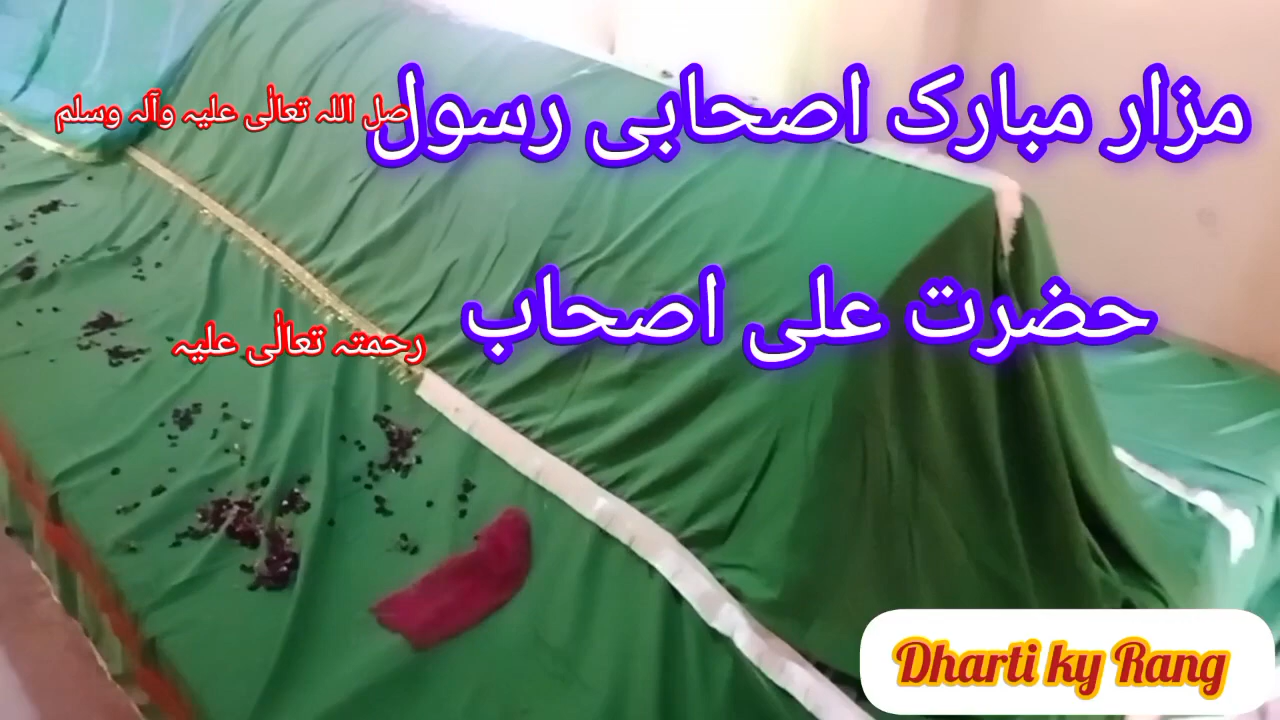 مزار مبارک اصحابی رسول صل اللہ تعالٰی علیہ وآلہ وسلم
حضرت علی اصحاب رحمتہ تعالٰی علیہ
Dharti ky Rang